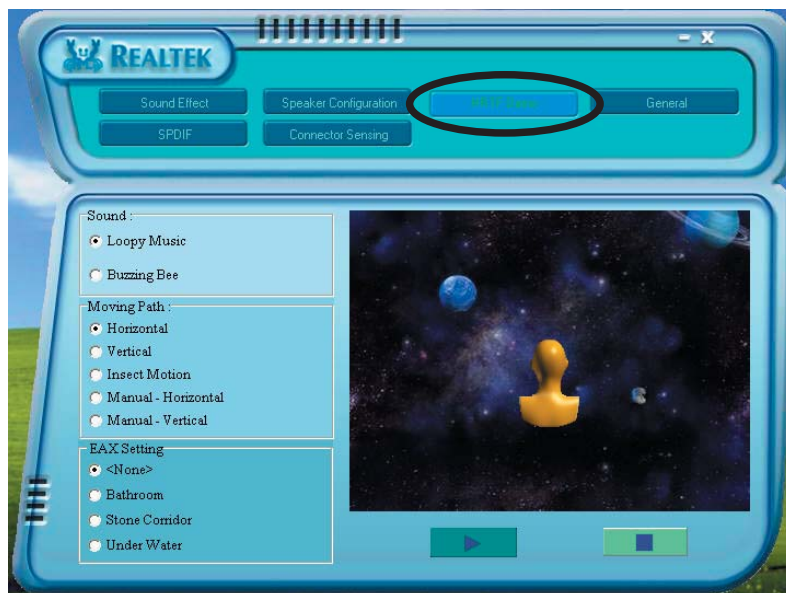 REALTEK
Sound Effect
Speaker Configuration
General
SPDIF
Connector Sensing
Sound :
Loopy Music
Buzzing Bee
Moving Path :
Horizontal
Vertical
Insect Motion
Manual - Horizontal
Manual - Vertical
EAX Setting
<None>
Bathroom
Stone Corridor
Under Water